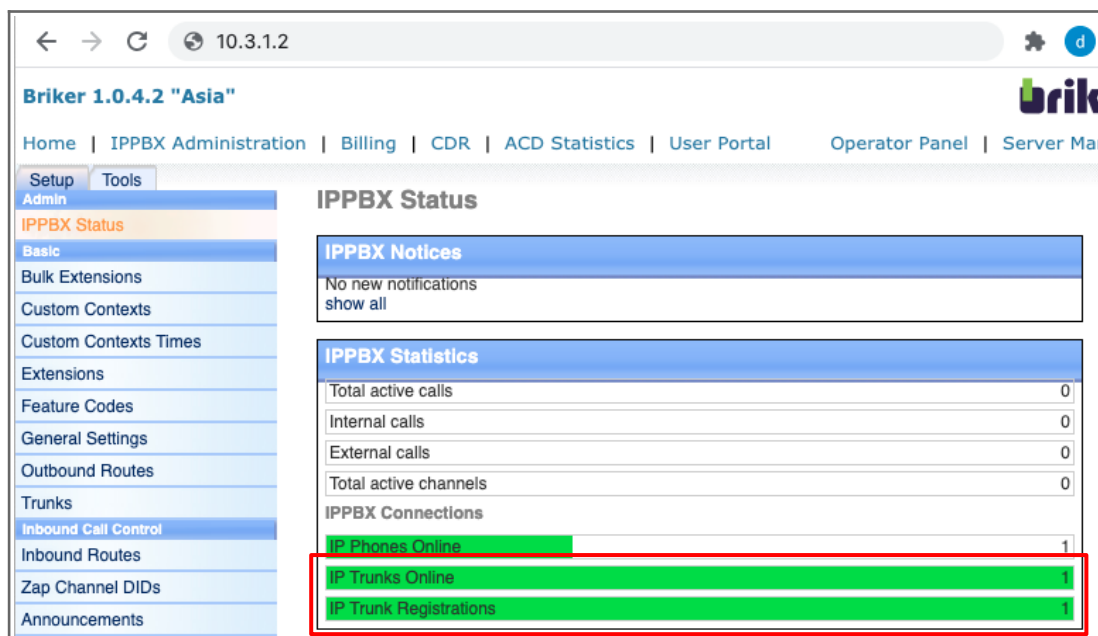 10.3.1.2
d
Briker 1.0.4.2 "Asia"
brik
Home | IPPBX Administration | Billing | CDR | ACD Statistics | User Portal Operator Panel | Server Ma
Setup Tools
Admin
IPPBX Status
Basic
Bulk Extensions
Custom Contexts
Custom Contexts Times
Extensions
Feature Codes
General Settings
Outbound Routes
Trunks
Inbound Call Control
Inbound Routes
Zap Channel DIDs
Announcements
IPPBX Status
IPPBX Notices
No new notifications
show all
IPPBX Statistics
Total active calls 0
Internal calls 0
External calls 0
Total active channels 0
IPPBX Connections
IP Phones Online 1
IP Trunks Online 1
IP Trunk Registrations 1